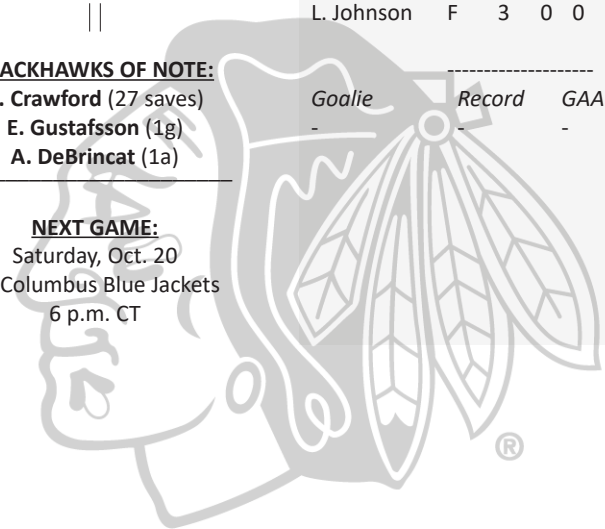 L. Johnson F 3 0 0
ACKHAWKS OF NOTE:
. Crawford (27 saves)
E. Gustafsson (1g)
A. DeBrincat (1a)
NEXT GAME:
Saturday, Oct. 20
Columbus Blue Jackets
6 p.m. CT
--------------------
Goalie Record GAA
- - -
®